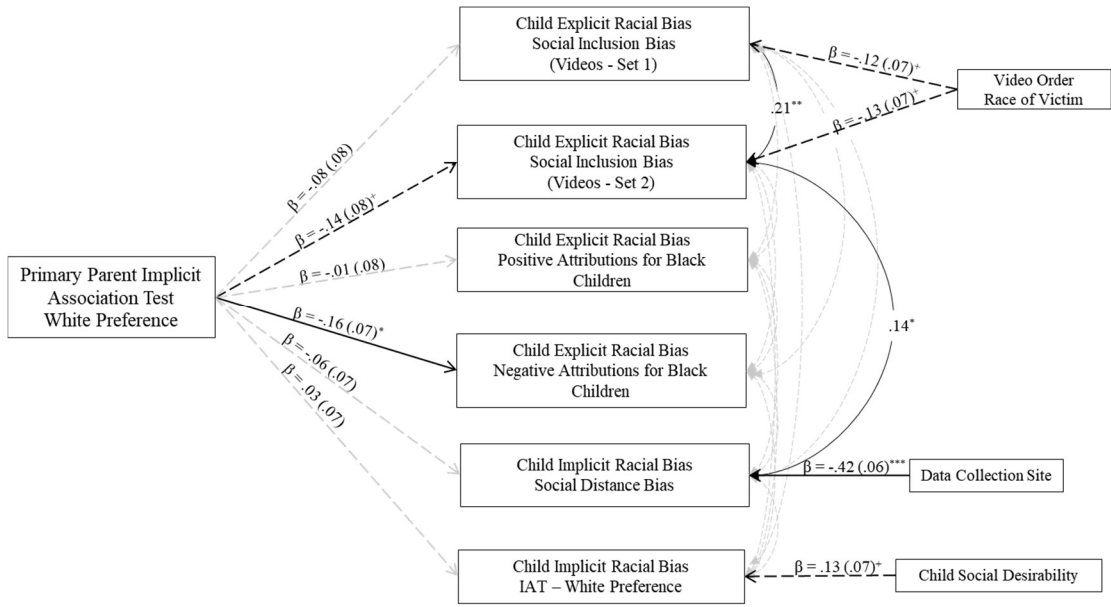 Child Explicit Racial Bias
Social Inclusion Bias
(Videos - Set 1)
β = -.12 (.07)⁺
Video Order
Race of Victim
β = -.13 (.07)⁺
.21**
Child Explicit Racial Bias
Social Inclusion Bias
(Videos - Set 2)
β = -.08 (.08)
β = -.14 (.08)⁺
Child Explicit Racial Bias
Positive Attributions for Black
Children
β = -.01 (.08)
Primary Parent Implicit
Association Test
White Preference
β = -.16 (.07)*
.14*
Child Explicit Racial Bias
Negative Attributions for Black
Children
β = -.06 (.07)
β = .03 (.07)
Child Implicit Racial Bias
Social Distance Bias
β = -.42 (.06)***
Data Collection Site
Child Implicit Racial Bias
IAT – White Preference
β = .13 (.07)⁺
Child Social Desirability